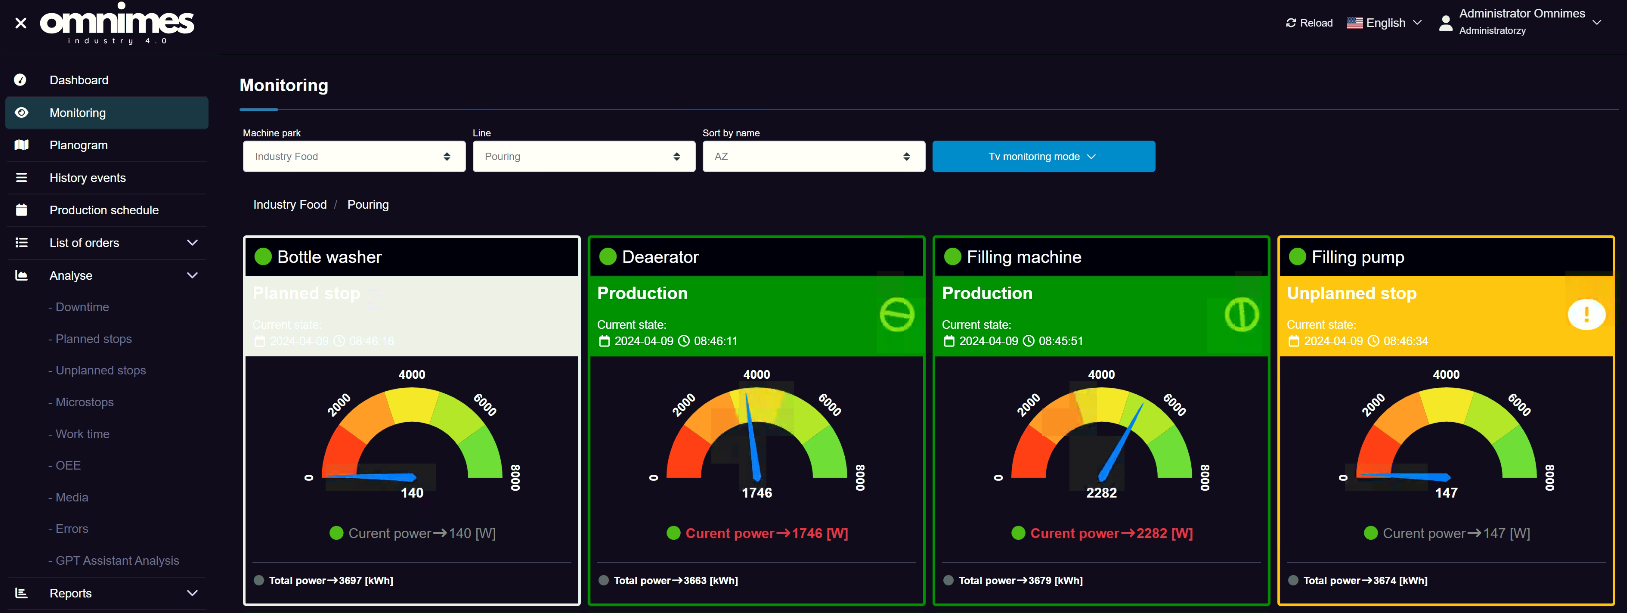 omnimes
industry 4.0
Reload
English
Administrator Omnimes
Administratorzy
Dashboard
Monitoring
Planogram
History events
Production schedule
List of orders
Analyse
- Downtime
- Planned stops
- Unplanned stops
- Microstops
- Work time
- OEE
- Media
- Errors
- GPT Assistant Analysis
Reports
Monitoring
Machine park
Line
Sort by name
Industry Food
Pouring
AZ
Tv monitoring mode
Industry Food / Pouring
Bottle washer
Planned stop
Current state:
2024-04-09 08:46:16
0
2000
4000
6000
8000
140
Curent power→140 [W]
Total power→3697 [kWh]
Deaerator
Production
Current state:
2024-04-09 08:46:11
0
2000
4000
6000
8000
1746
Curent power→1746 [W]
Total power→3663 [kWh]
Filling machine
Production
Current state:
2024-04-09 08:45:51
0
2000
4000
6000
8000
2282
Curent power→2282 [W]
Total power→3679 [kWh]
Filling pump
Unplanned stop
Current state:
2024-04-09 08:46:34
!
0
2000
4000
6000
8000
147
Curent power→147 [W]
Total power→3674 [kWh]